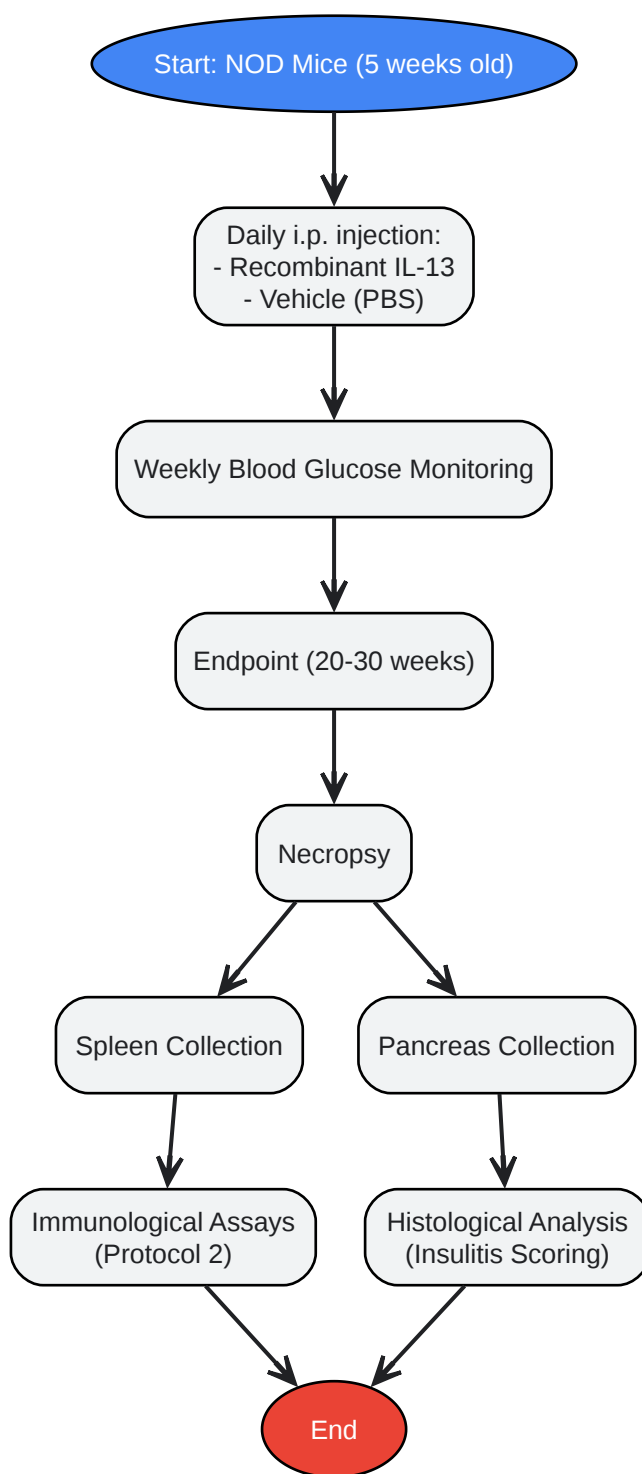 Start: NOD Mice (5 weeks old)
Daily i.p. injection:
- Recombinant IL-13
- Vehicle (PBS)
Weekly Blood Glucose Monitoring
Endpoint (20-30 weeks)
Necropsy
Spleen Collection
Pancreas Collection
Immunological Assays
(Protocol 2)
Histological Analysis
(Insulitis Scoring)
End